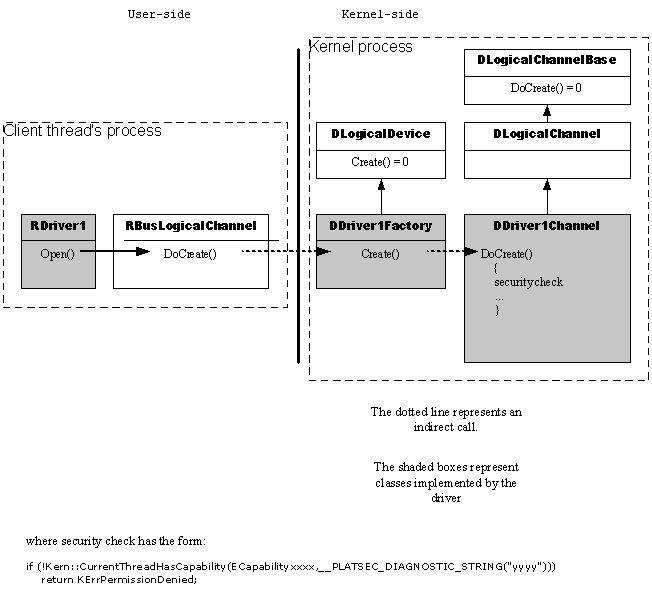 User-side
Kernel-side
Kernel process
DLogicalChannelBase
DoCreate() = 0
Client thread's process
DLogicalDevice
Create() = 0
DLogicalChannel
RDriver1
Open()
RBusLogicalChannel
DoCreate()
DDriver1Factory
Create()
DDriver1Channel
DoCreate()
{
securitycheck
...
}
The dotted line represents an
indirect call.
The shaded boxes represent
classes implemented by the
driver
where security check has the form:
if (!Kern::CurrentThreadHasCapability(ECapabilityxxxx,__PLATSEC_DIAGNOSTIC_STRING("yyyy")))
return KErrPermissionDenied;